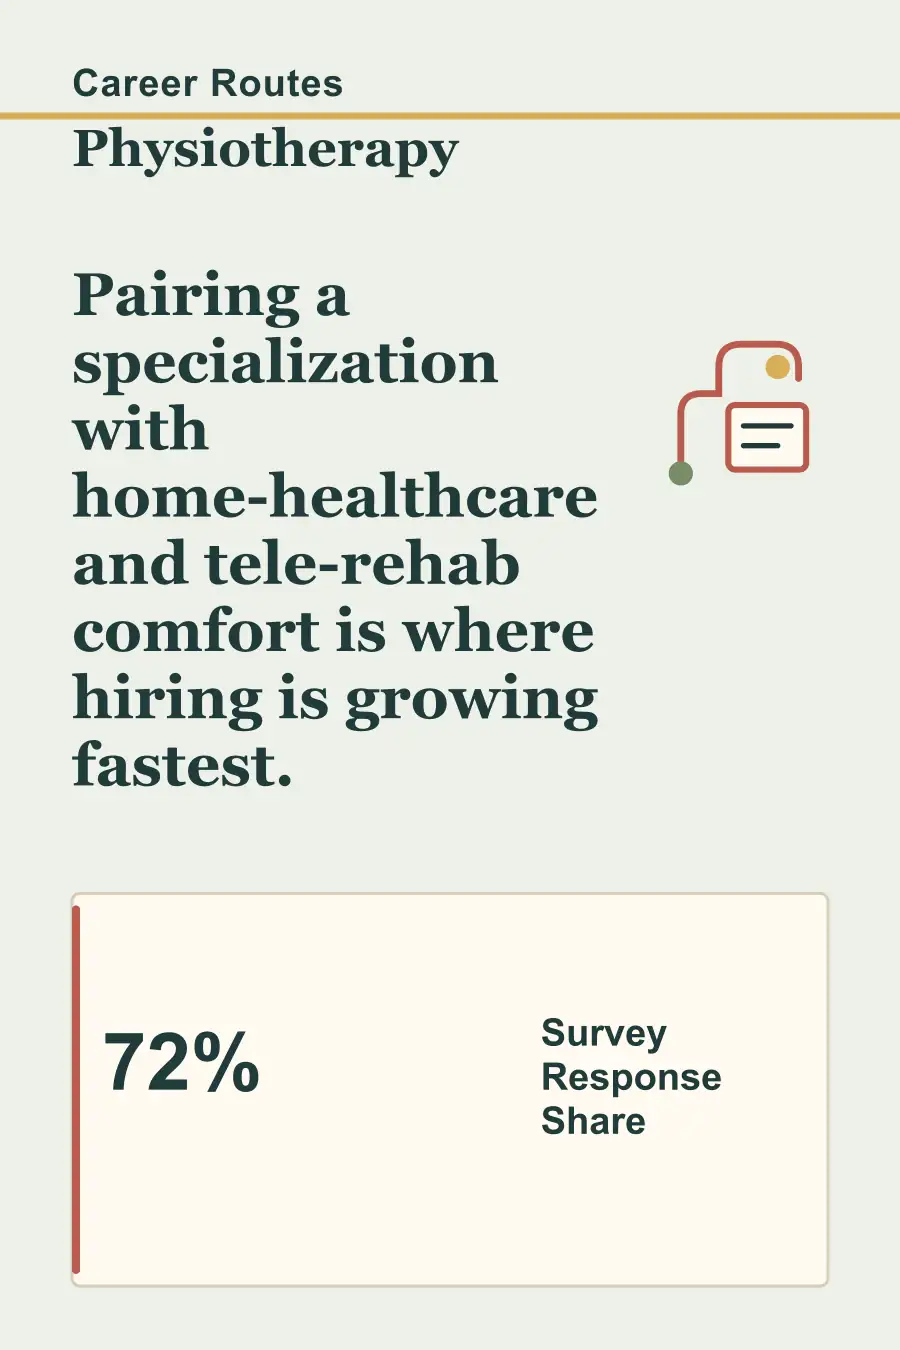 Career Routes
Physiotherapy
Pairing a
specialization
with
home-healthcare
and tele-rehab
comfort is where
hiring is growing
fastest.
72%
Survey
Response
Share